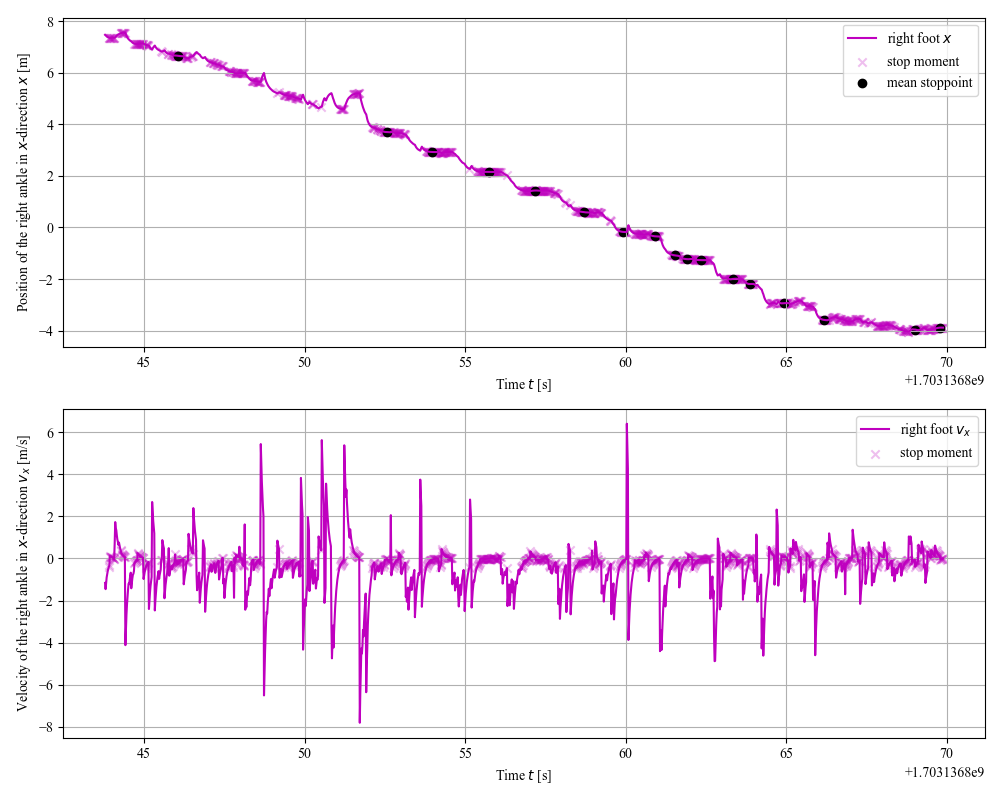 8
6
4
2
0
−2
−4
Position of the right ankle in x-direction x [m]
right foot x
stop moment
mean stoppoint
45
50
55
60
65
70
Time t [s]
+1.7031368e9
6
4
2
0
−2
−4
−6
−8
Velocity of the right ankle in x-direction vx [m/s]
right foot vx
stop moment
45
50
55
60
65
70
Time t [s]
+1.7031368e9